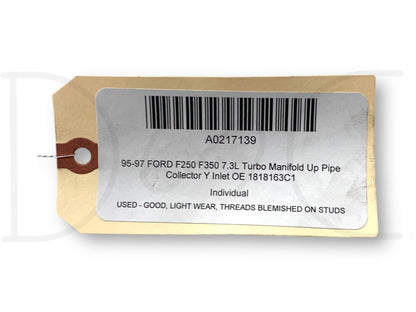 A0217139
95-97 FORD F250 F350 7.3L Turbo Manifold Up Pipe
Collector Y Inlet OE 1818163C1
Individual
USED - GOOD, LIGHT WEAR, THREADS BLEMISHED ON STUDS